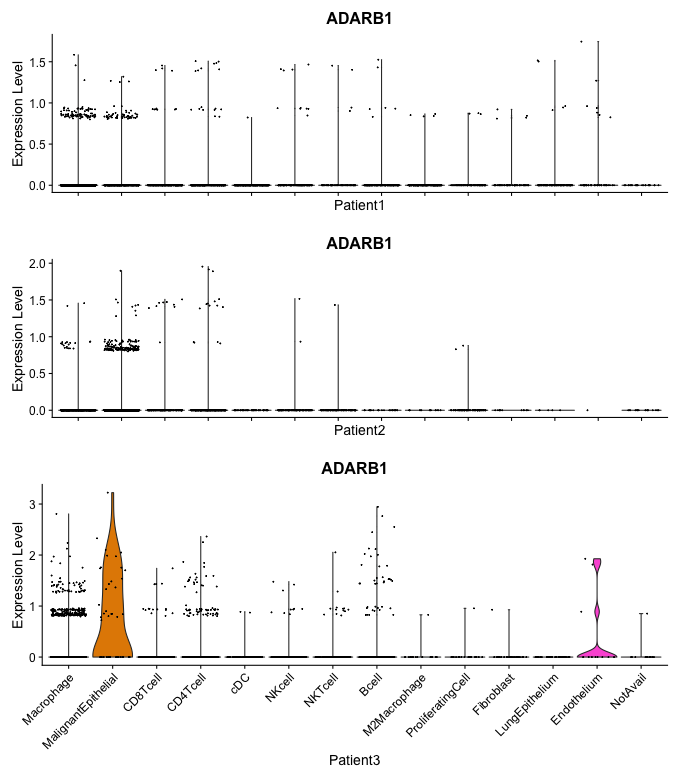 ADARB1
Expression Level
1.5
1.0
0.5
0.0
Patient1
ADARB1
Expression Level
2.0
1.5
1.0
0.5
0.0
Patient2
ADARB1
Expression Level
3
2
1
0
Macrophage
MalignantEpithelial
CD8Tcell
CD4Tcell
cDC
NKcell
NKTcell
Bcell
M2Macrophage
ProliferatingCell
Fibroblast
LungEpithelium
Endothelium
NotAvail
Patient3